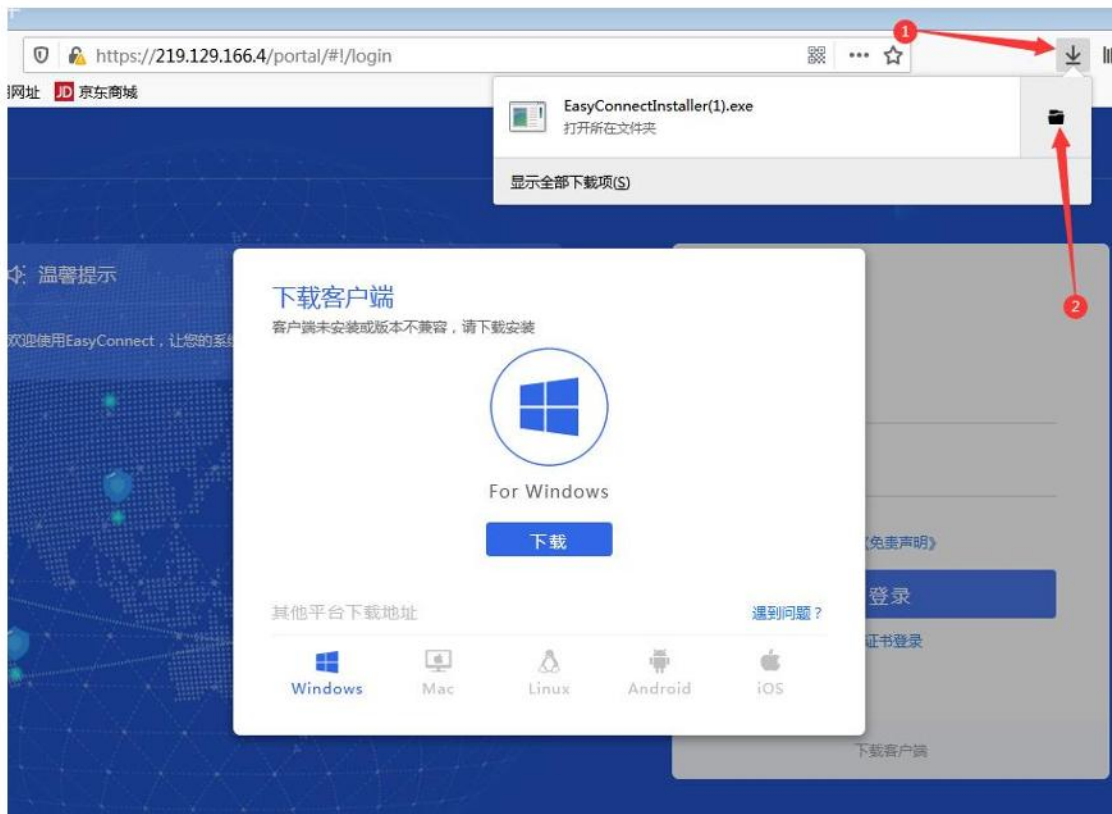 https://219.129.166.4/portal/#!/login
网址 JD 京东商城
1
EasyConnectInstaller(1).exe
打开所在文件夹
显示全部下载项(S)
2
温馨提示
欢迎使用EasyConnect，让您的系
下载客户端
客户端未安装或版本不兼容，请下载安装
For Windows
下载
其他平台下载地址
遇到问题？
Windows Mac Linux Android iOS
《免责声明》
登录
证书登录
下载客户端